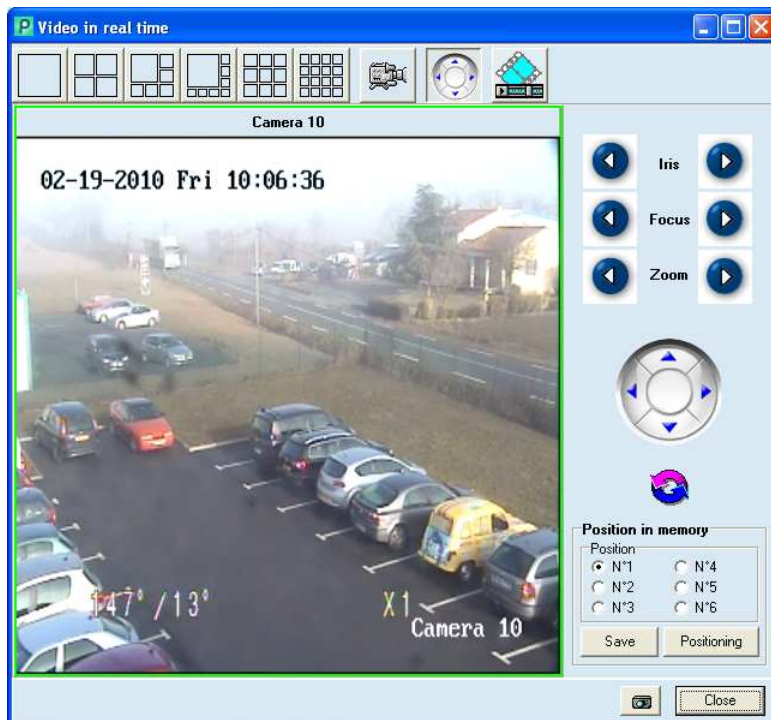 Video in real time
Camera 10
02-19-2010 Fri 10:06:36
Iris
Focus
Zoom
147°/13°
X1
Camera 10
Position in memory
Position
N°1
N°4
N°2
N°5
N°3
N°6
Save
Positioning
Close